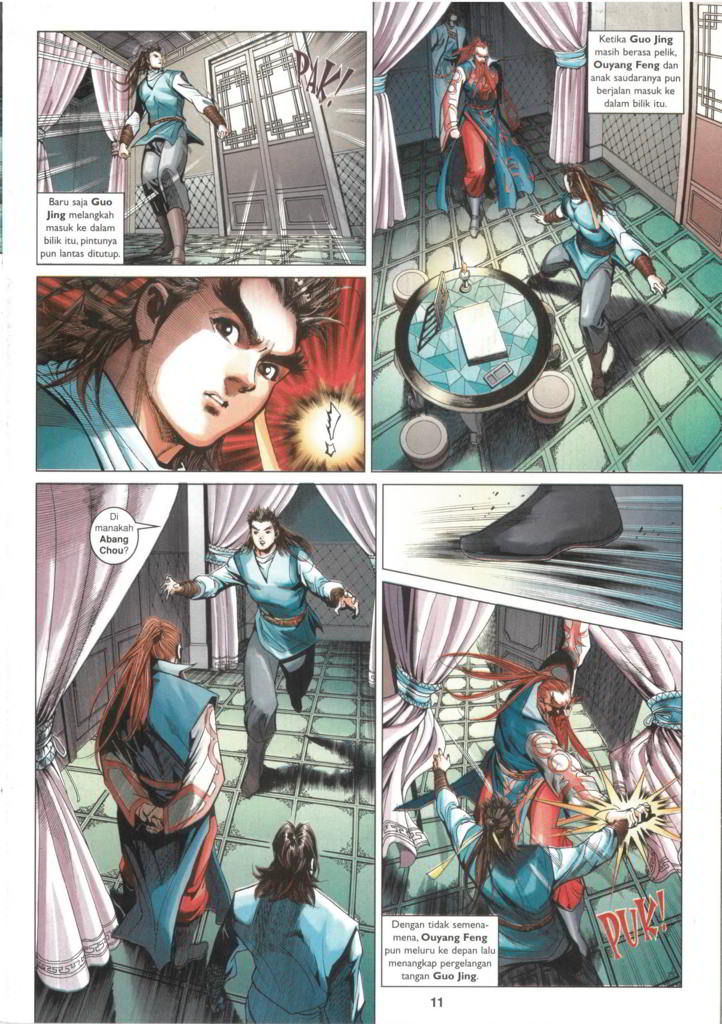 PAK!
Baru saja Guo
Jing melangkah
masuk ke dalam
bilik itu, pintunya
pun lantas ditutup.
Ketika Guo Jing
masih berasa pelik,
Ouyang Feng dan
anak saudaranya pun
berjalan masuk ke
dalam bilik itu.
!
Di
manakah
Abang
Chou?
PUK!
Dengan tidak semena-
mena, Ouyang Feng
pun meluru ke depan lalu
menangkap pergelangan
tangan Guo Jing.
11